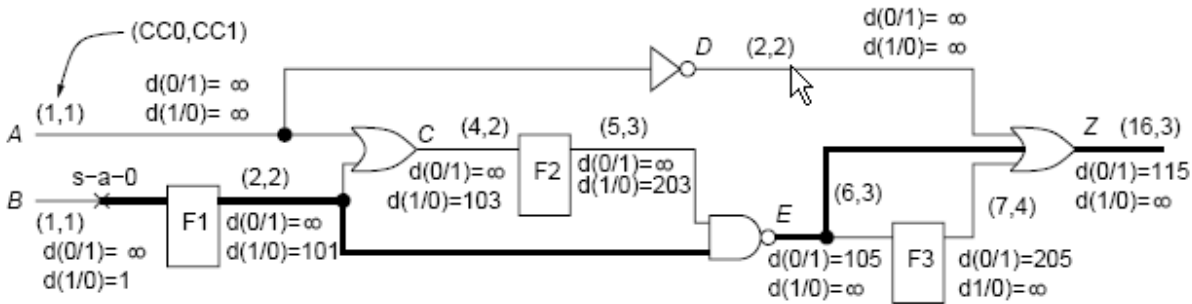 (CC0,CC1)
d(0/1)= ∞
d(1/0)= ∞
D
(2,2)
d(0/1)= ∞
d(1/0)= ∞
(1,1)
A
C
(4,2)
(5,3)
Z
(16,3)
F2
d(0/1)=∞
d(1/0)=103
d(0/1)=∞
d(1/0)=203
d(0/1)=115
d(1/0)=∞
s-a-0
(2,2)
B
(1,1)
F1
d(0/1)=∞
d(1/0)=101
d(0/1)= ∞
d(1/0)=1
E
(6,3)
(7,4)
d(0/1)=105
d(1/0)=∞
F3
d(0/1)=205
d1/0)=∞